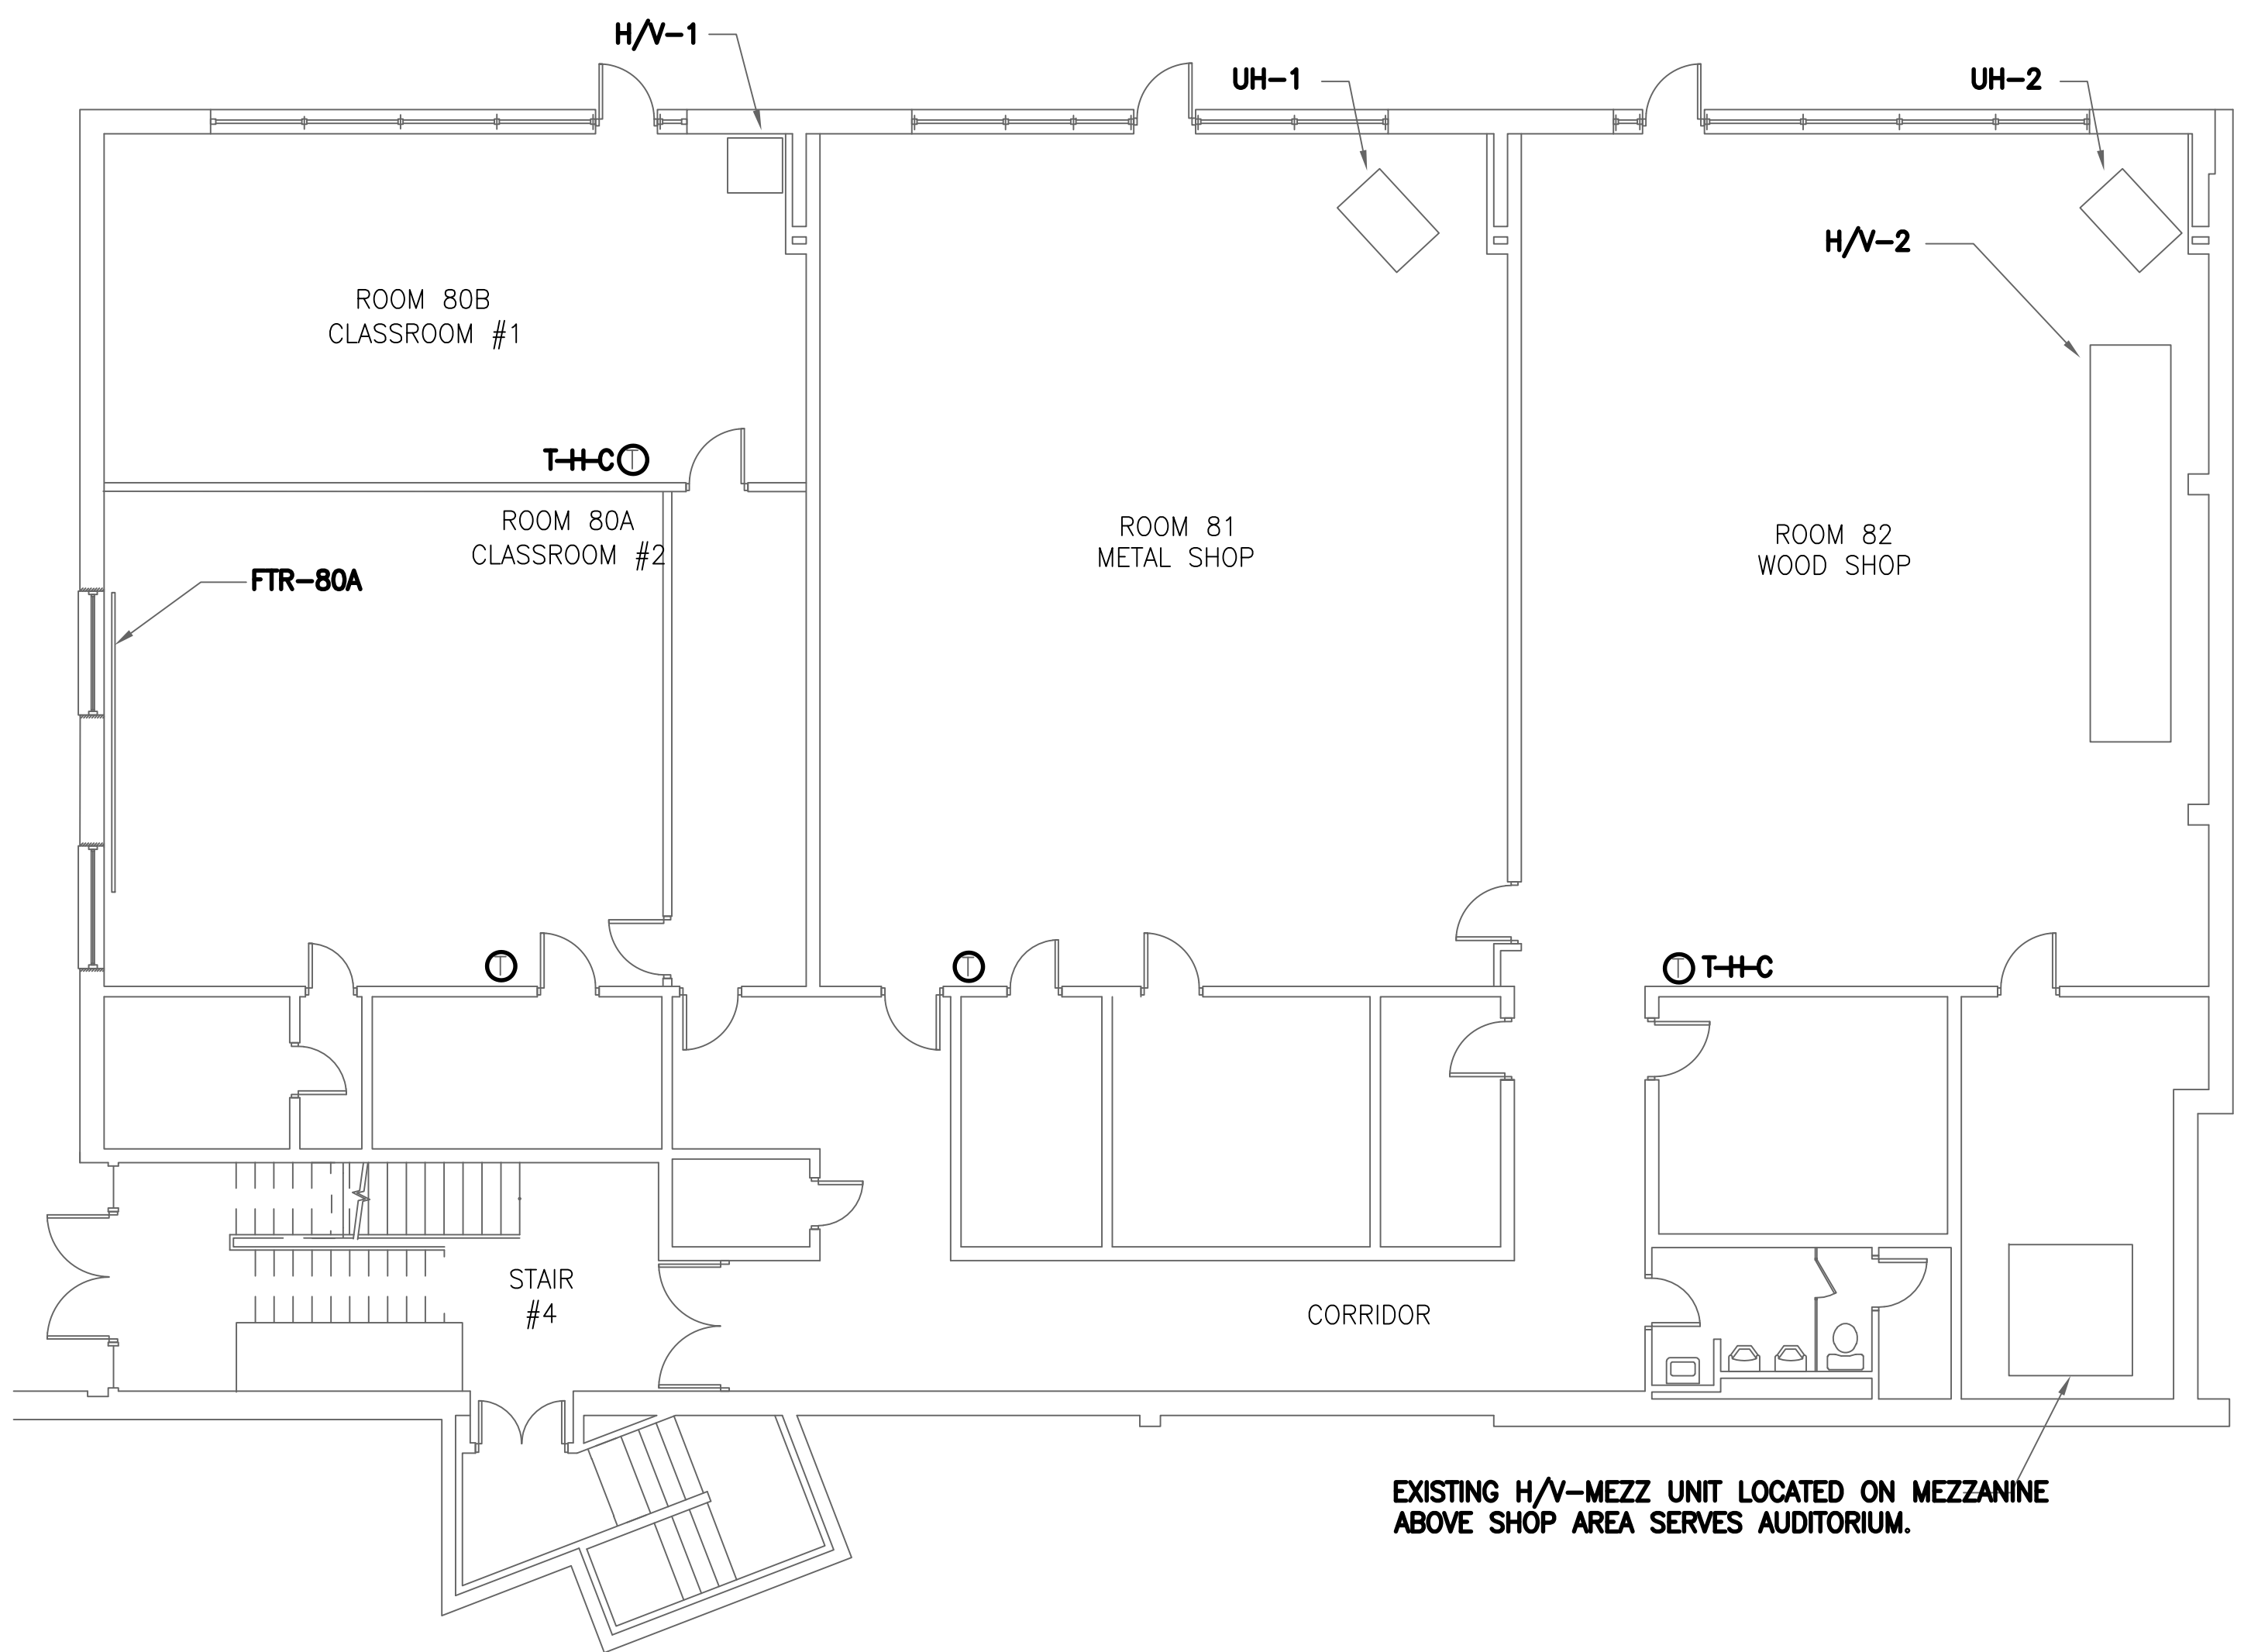 H/V-1
UH-1
UH-2
H/V-2
ROOM 80B
CLASSROOM #1
T-H-C T
ROOM 80A
CLASSROOM #2
ROOM 81
METAL SHOP
ROOM 82
WOOD SHOP
FTR-80A
T
T
T T-H-C
STAIR
#4
CORRIDOR
EXISTING H/V-MEZZ UNIT LOCATED ON MEZZANINE
ABOVE SHOP AREA SERVES AUDITORIUM.